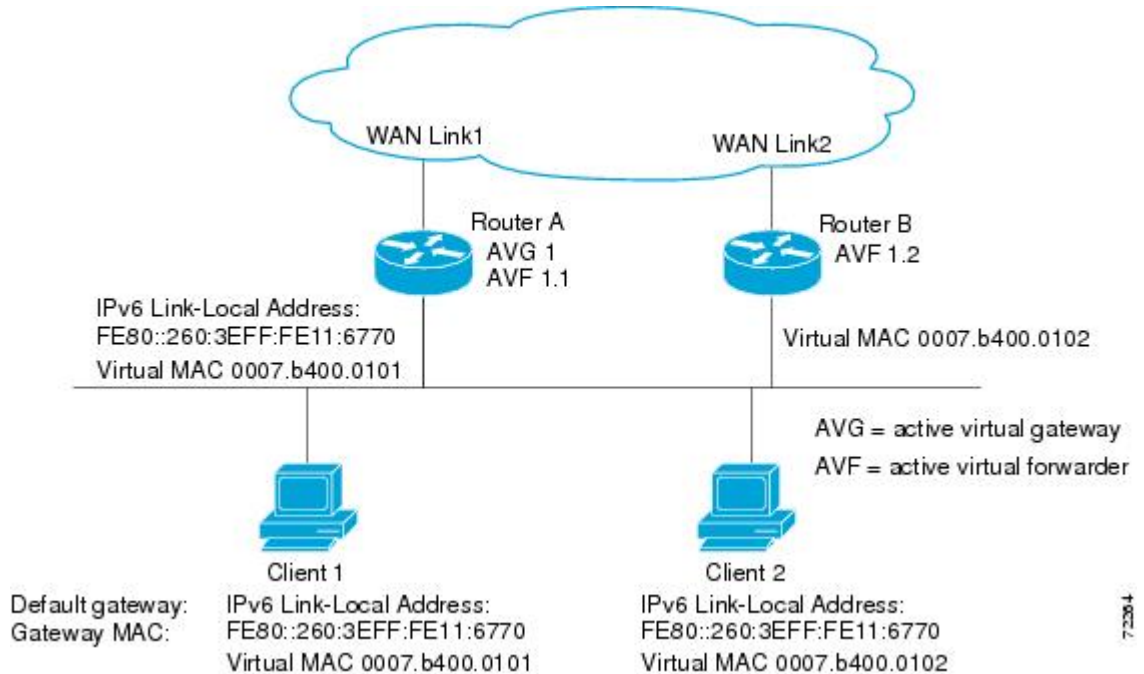 WAN Link1
WAN Link2
Router A
AVG 1
AVF 1.1
Router B
AVF 1.2
IPv6 Link-Local Address:
FE80::260:3EFF:FE11:6770
Virtual MAC 0007.b400.0101
Virtual MAC 0007.b400.0102
AVG = active virtual gateway
AVF = active virtual forwarder
Client 1
Client 2
Default gateway:
Gateway MAC:
IPv6 Link-Local Address:
FE80::260:3EFF:FE11:6770
Virtual MAC 0007.b400.0101
IPv6 Link-Local Address:
FE80::260:3EFF:FE11:6770
Virtual MAC 0007.b400.0102
72264